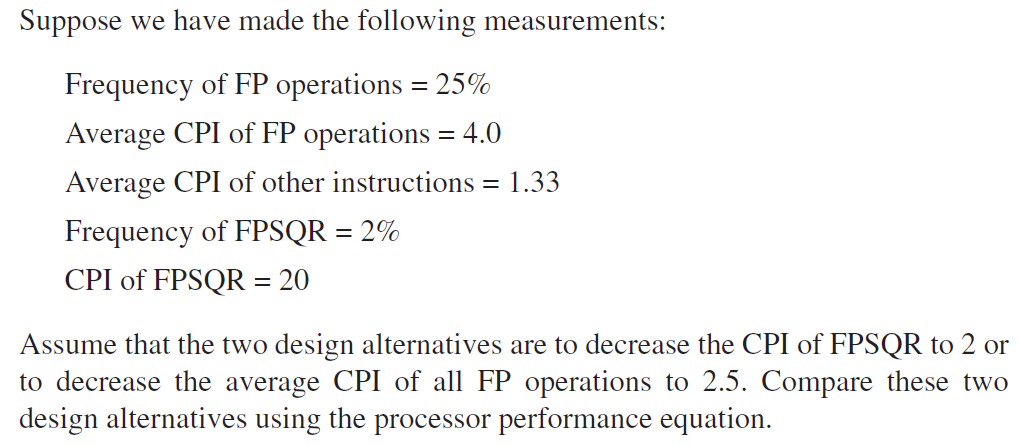 Suppose we have made the following measurements:
Frequency of FP operations = 25%
Average CPI of FP operations = 4.0
Average CPI of other instructions = 1.33
Frequency of FPSQR = 2%
CPI of FPSQR = 20
Assume that the two design alternatives are to decrease the CPI of FPSQR to 2 or
to decrease the average CPI of all FP operations to 2.5. Compare these two
design alternatives using the processor performance equation.